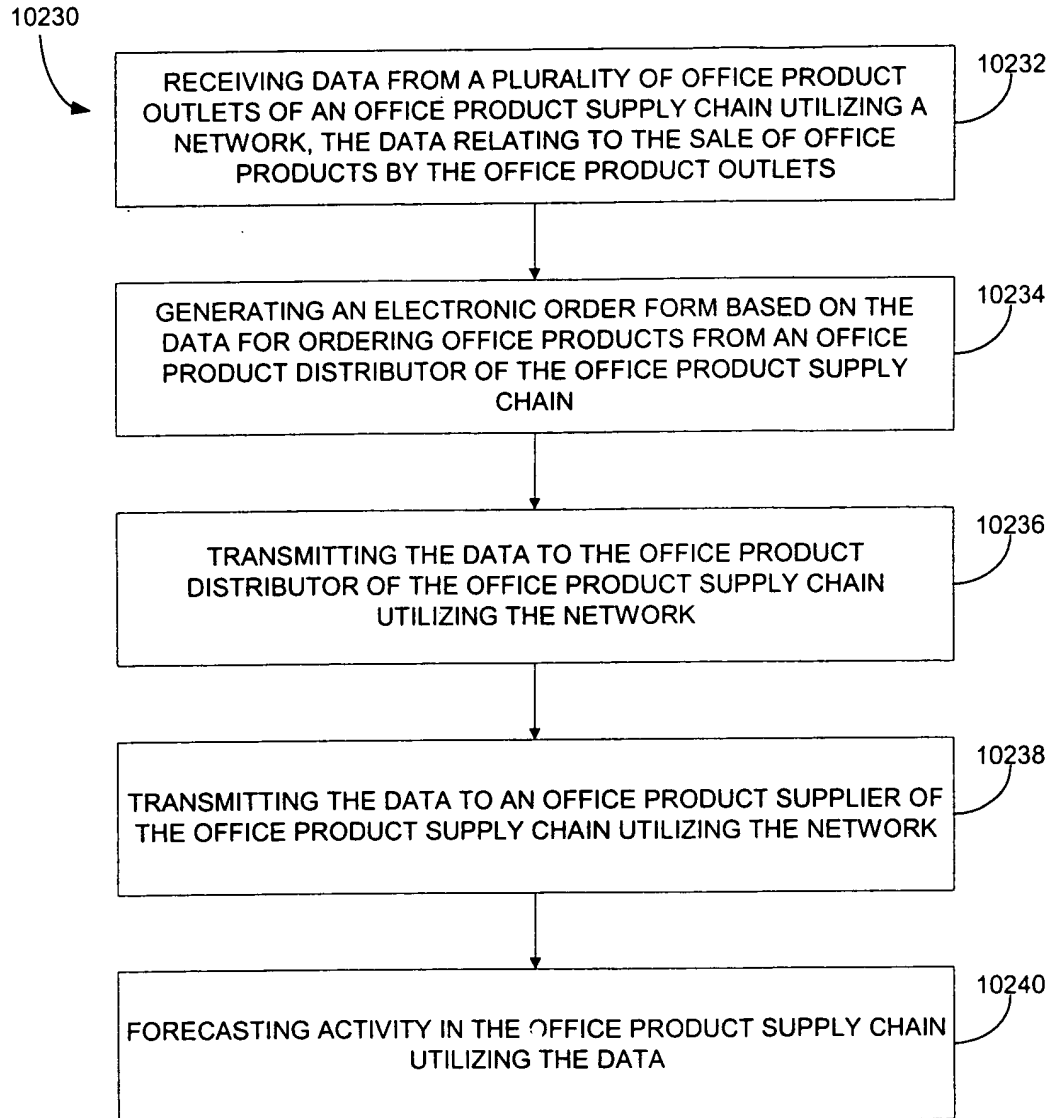 10230
RECEIVING DATA FROM A PLURALITY OF OFFICE PRODUCT
OUTLETS OF AN OFFICE PRODUCT SUPPLY CHAIN UTILIZING A
NETWORK, THE DATA RELATING TO THE SALE OF OFFICE
PRODUCTS BY THE OFFICE PRODUCT OUTLETS
10232
GENERATING AN ELECTRONIC ORDER FORM BASED ON THE
DATA FOR ORDERING OFFICE PRODUCTS FROM AN OFFICE
PRODUCT DISTRIBUTOR OF THE OFFICE PRODUCT SUPPLY
CHAIN
10234
TRANSMITTING THE DATA TO THE OFFICE PRODUCT
DISTRIBUTOR OF THE OFFICE PRODUCT SUPPLY CHAIN
UTILIZING THE NETWORK
10236
TRANSMITTING THE DATA TO AN OFFICE PRODUCT SUPPLIER OF
THE OFFICE PRODUCT SUPPLY CHAIN UTILIZING THE NETWORK
10238
FORECASTING ACTIVITY IN THE OFFICE PRODUCT SUPPLY CHAIN
UTILIZING THE DATA
10240